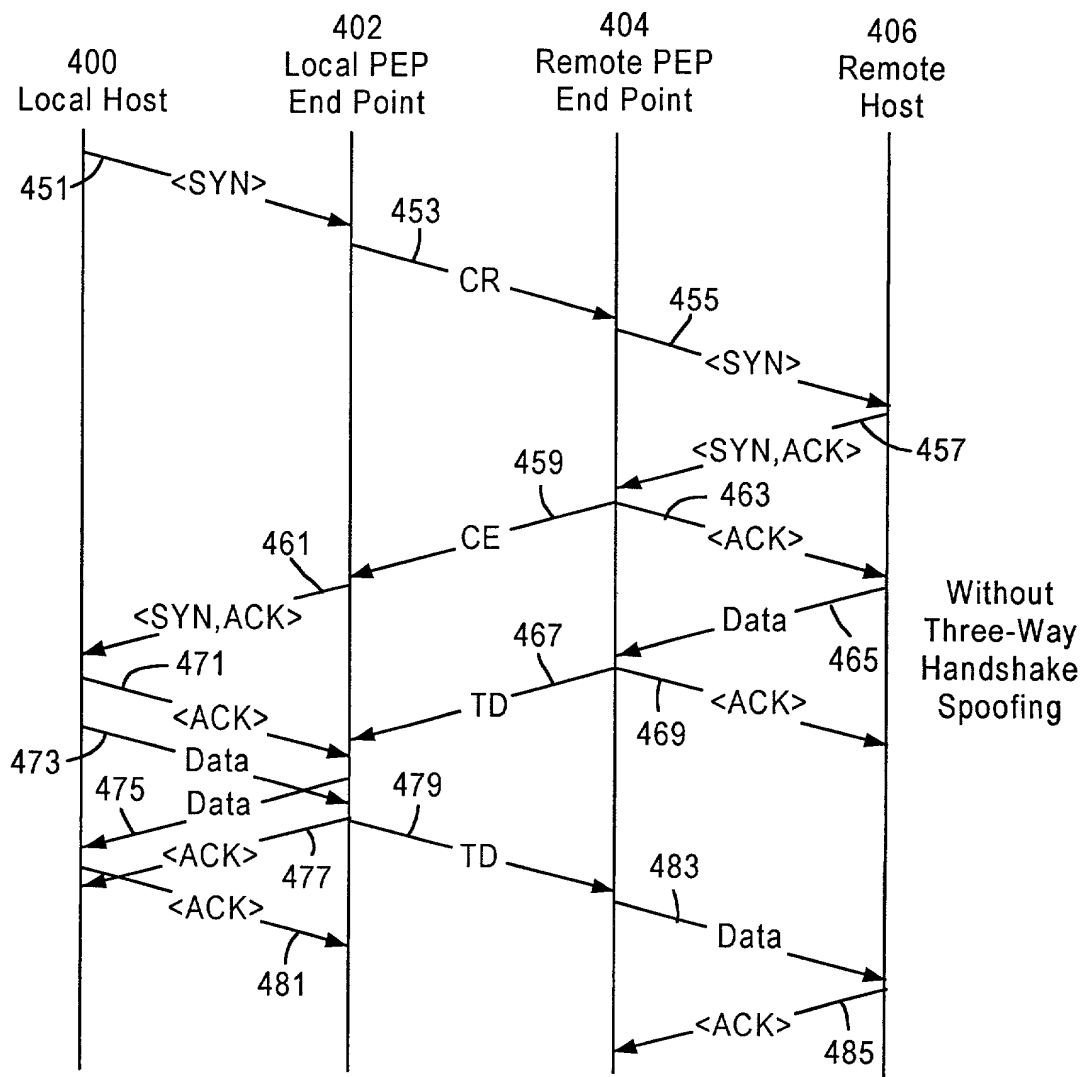 400
Local Host
402
Local PEP
End Point
404
Remote PEP
End Point
406
Remote
Host
451
<SYN>
453
CR
455
<SYN>
457
<SYN,ACK>
459
463
CE
<ACK>
461
<SYN,ACK>
Data
465
467
471
TD
<ACK>
469
<ACK>
473
Data
475
Data
479
<ACK>
477
TD
483
<ACK>
481
Data
<ACK>
485
Without
Three-Way
Handshake
Spoofing